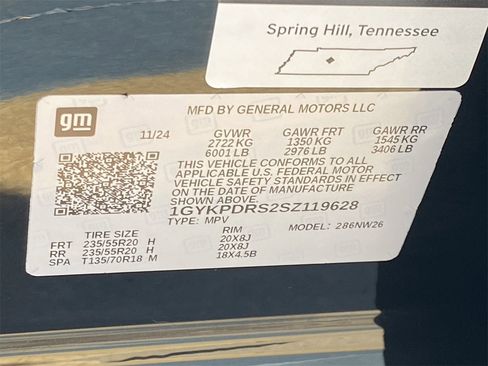 Spring Hill, Tennessee
gm
MFD BY GENERAL MOTORS LLC
11/24 GVWR GAWR FRT GAWR RR
2722 KG 1350 KG 1545 KG
6001 LB 2976 LB 3406 LB
THIS VEHICLE CONFORMS TO ALL
APPLICABLE U.S. FEDERAL MOTOR
VEHICLE SAFETY STANDARDS IN EFFECT
ON THE DATE OF MANUFACTURE
SHOWN ABOVE.
1GYKPDRS2SZ119628
TYPE: MPV MODEL: 286NW26
TIRE SIZE RIM
FRT 235/55R20 H 20X8J
RR 235/55R20 H 20X8J
SPA T135/70R18 M 18X4.5B